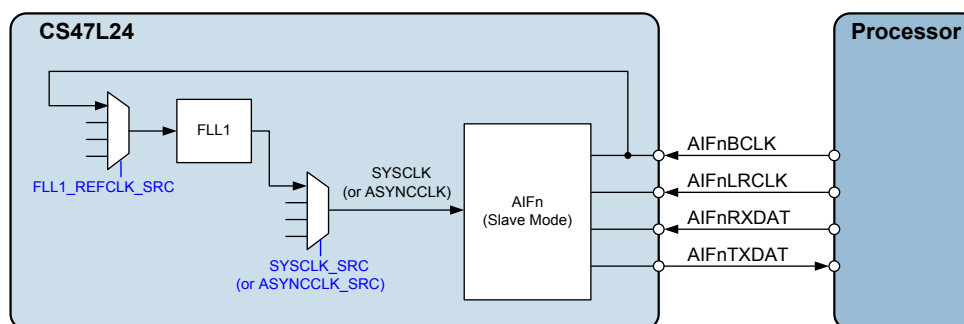 CS47L24
Processor
FLL1
AIFnBCLK
FLL1_REFCLK_SRC
SYSCLK
(or ASYNCCLK)
AIFn
(Slave Mode)
AIFnLRCLK
AIFnRXDAT
AIFnTXDAT
SYSCLK_SRC
(or ASYNCCLK_SRC)